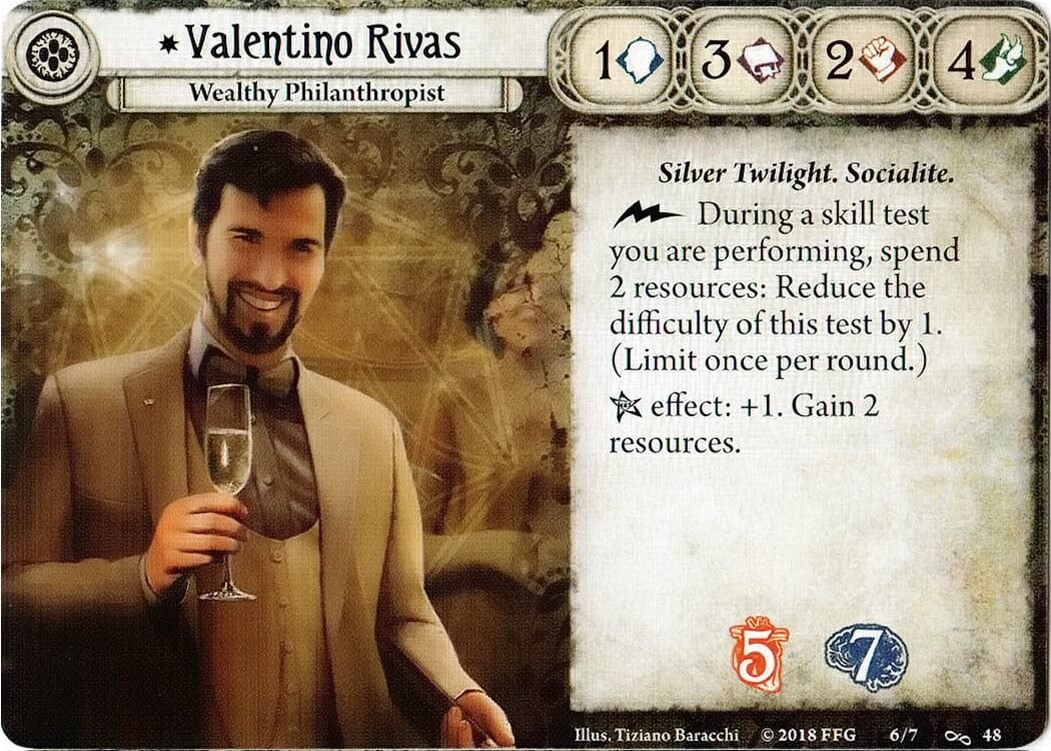 Valentino Rivas
Wealthy Philanthropist
1 3 2 4
Silver Twilight. Socialite.
During a skill test
you are performing, spend
2 resources: Reduce the
difficulty of this test by 1.
(Limit once per round.)
effect: +1. Gain 2
resources.
5 7
Illus. Tiziano Baracchi © 2018 FFG 6/7 48